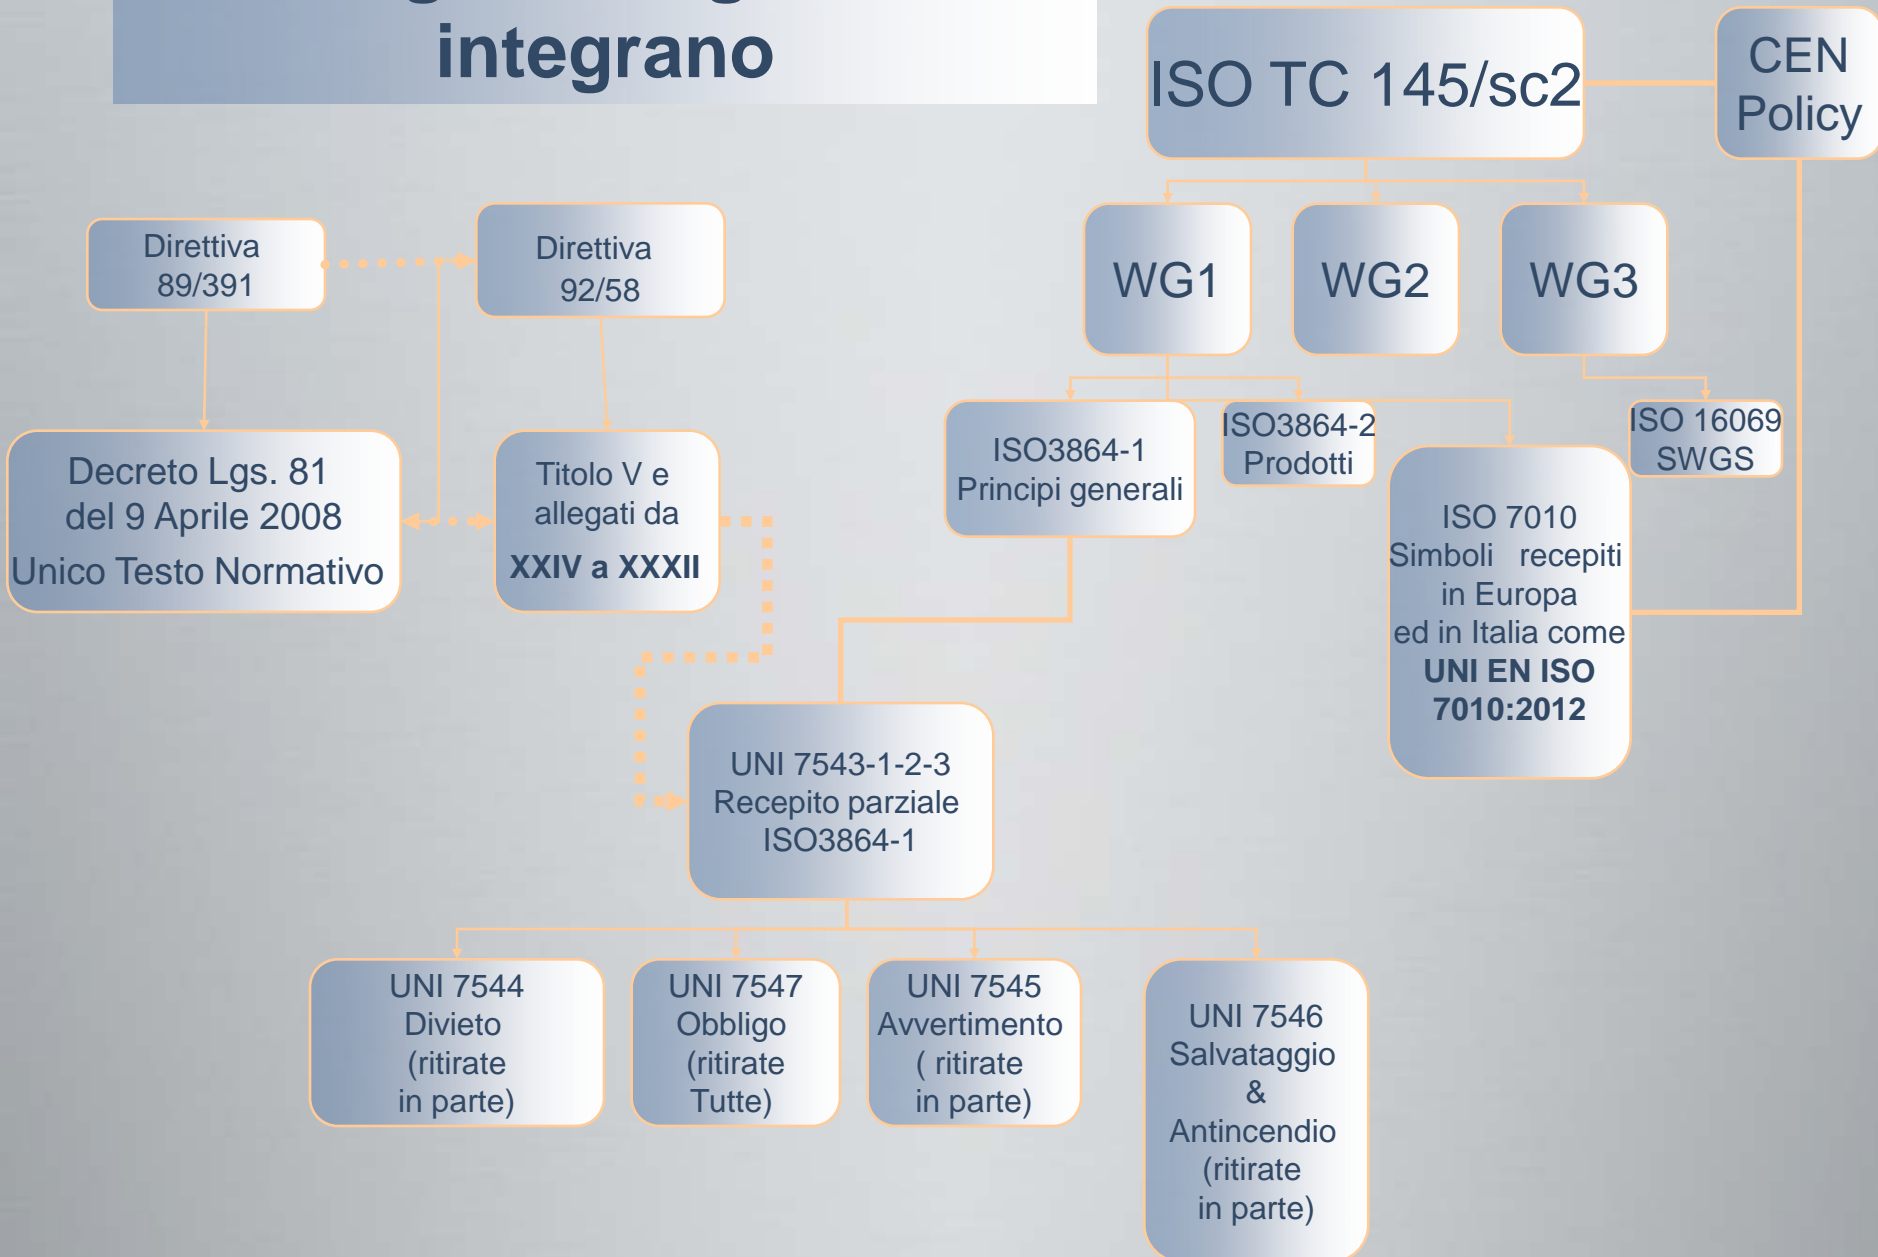 integrano
ISO TC 145/sc2
CEN
Policy
Direttiva
89/391
Direttiva
92/58
WG1
WG2
WG3
Decreto Lgs. 81
del 9 Aprile 2008
Unico Testo Normativo
Titolo V e
allegati da
XXIV a XXXII
ISO3864-1
Principi generali
ISO3864-2
Prodotti
ISO 16069
SWGS
ISO 7010
Simboli recepiti
in Europa
ed in Italia come
UNI EN ISO
7010:2012
UNI 7543-1-2-3
Recepito parziale
ISO3864-1
UNI 7544
Divieto
(ritirate
in parte)
UNI 7547
Obbligo
(ritirate
Tutte)
UNI 7545
Avvertimento
( ritirate
in parte)
UNI 7546
Salvataggio
&
Antincendio
(ritirate
in parte)